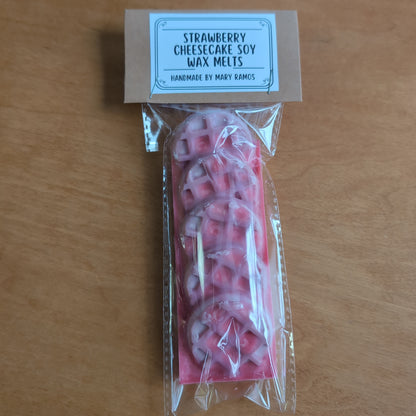 STRAWBERRY
CHEESECAKE SOY
WAX MELTS
HANDMADE BY MARY RAMOS